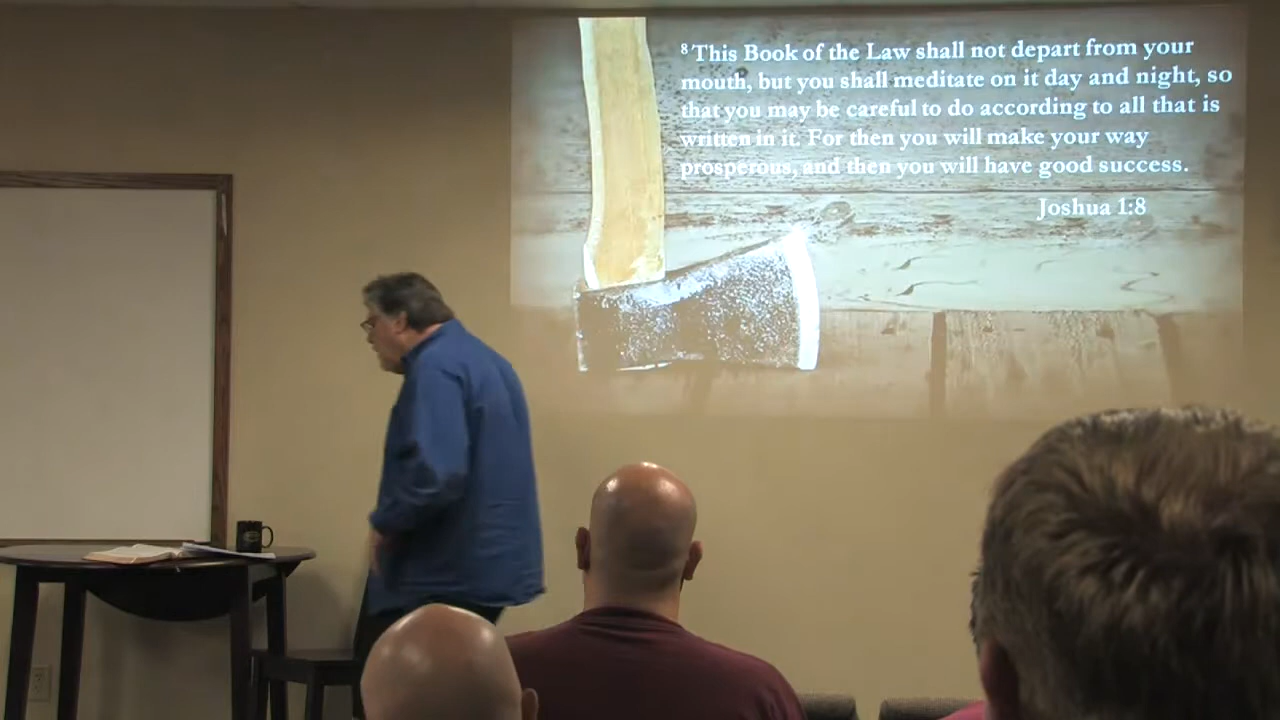 8 This Book of the Law shall not depart from your
mouth, but you shall meditate on it day and night, so
that you may be careful to do according to all that is
written in it. For then you will make your way
prosperous, and then you will have good success.
Joshua 1:8